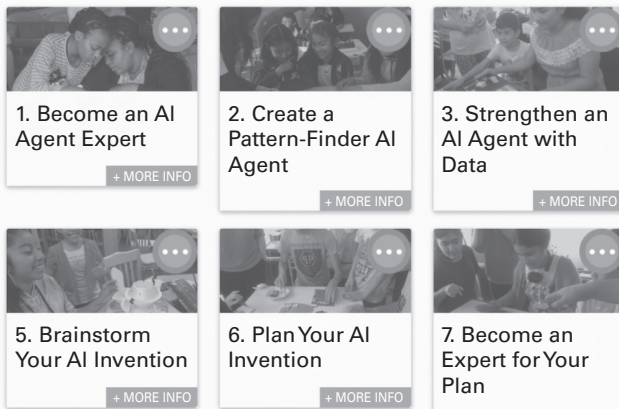 1. Become an AI
Agent Expert
+ MORE INFO
2. Create a
Pattern-Finder AI
Agent
+ MORE INFO
3. Strengthen an
AI Agent with
Data
+ MORE INFO
5. Brainstorm
Your AI Invention
+ MORE INFO
6. Plan Your AI
Invention
+ MORE INFO
7. Become an
Expert for Your
Plan